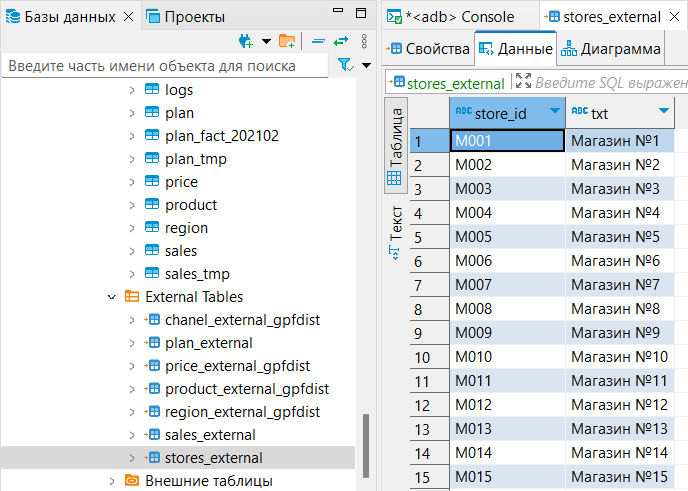 Базы данных
Проекты
Введите часть имени объекта для поиска
logs
plan
plan_fact_202102
plan_tmp
price
product
region
sales
sales_tmp
External Tables
chanel_external_gpfdist
plan_external
price_external_gpfdist
product_external_gpfdist
region_external_gpfdist
sales_external
stores_external
Внешние таблицы
*<adb> Console
stores_external
Свойства
Данные
Диаграмма
stores_external
Введите SQL выражен
Таблица
Текст
ABC store_id ABC txt
1 M001 Магазин №1
2 M002 Магазин №2
3 M003 Магазин №3
4 M004 Магазин №4
5 M005 Магазин №5
6 M006 Магазин №6
7 M007 Магазин №7
8 M008 Магазин №8
9 M009 Магазин №9
10 M010 Магазин №10
11 M011 Магазин №11
12 M012 Магазин №12
13 M013 Магазин №13
14 M014 Магазин №14
15 M015 Магазин №15